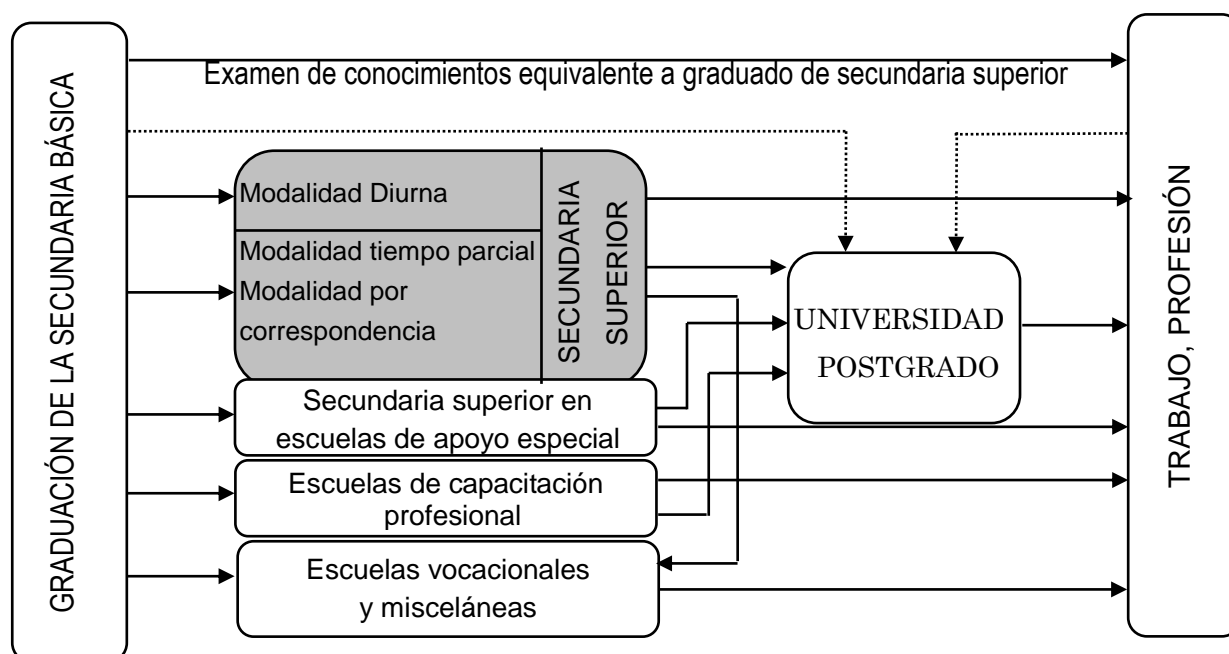 GRADUACIÓN DE LA SECUNDARIA BÁSICA
Examen de conocimientos equivalente a graduado de secundaria superior
Modalidad Diurna
Modalidad tiempo parcial
Modalidad por
correspondencia
SECUNDARIA
SUPERIOR
Secundaria superior en
escuelas de apoyo especial
Escuelas de capacitación
profesional
Escuelas vocacionales
y misceláneas
UNIVERSIDAD
POSTGRADO
TRABAJO, PROFESIÓN